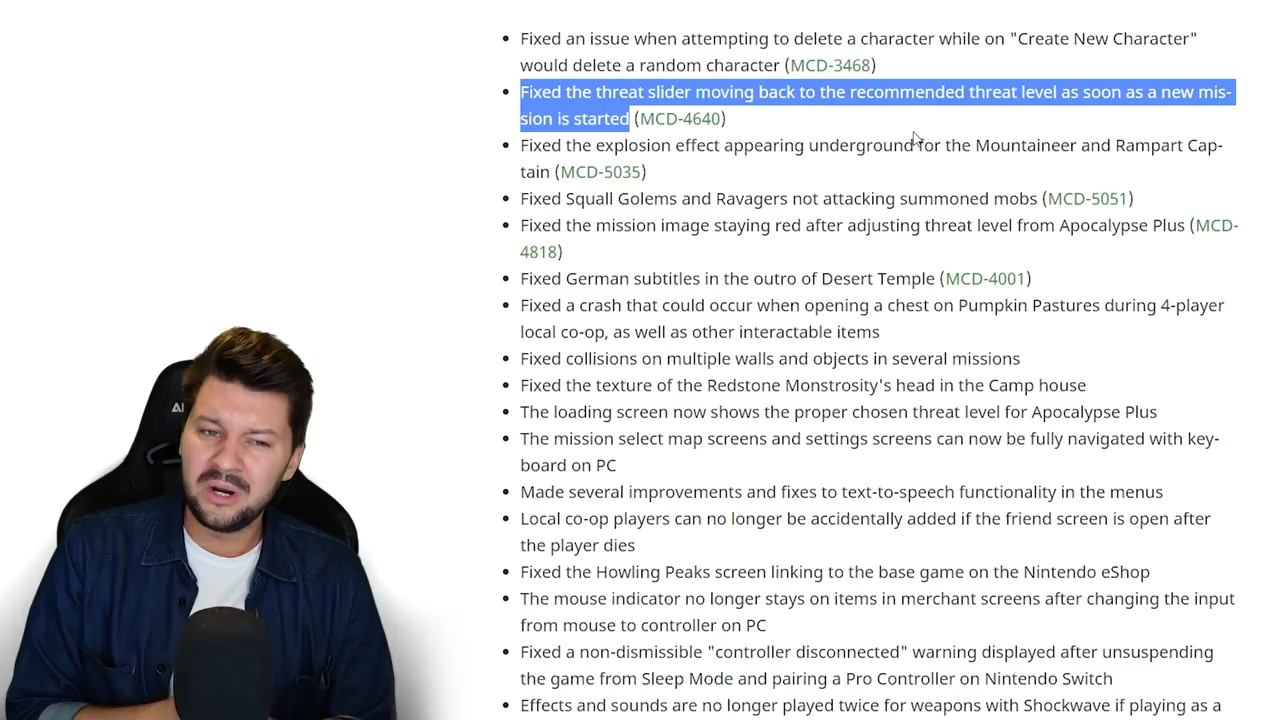 Fixed an issue when attempting to delete a character while on "Create New Character"
would delete a random character (MCD-3468)
Fixed the threat slider moving back to the recommended threat level as soon as a new mis-
sion is started (MCD-4640)
Fixed the explosion effect appearing underground for the Mountaineer and Rampart Cap-
tain (MCD-5035)
Fixed Squall Golems and Ravagers not attacking summoned mobs (MCD-5051)
Fixed the mission image staying red after adjusting threat level from Apocalypse Plus (MCD-
4818)
Fixed German subtitles in the outro of Desert Temple (MCD-4001)
Fixed a crash that could occur when opening a chest on Pumpkin Pastures during 4-player
local co-op, as well as other interactable items
Fixed collisions on multiple walls and objects in several missions
Fixed the texture of the Redstone Monstrosity's head in the Camp house
The loading screen now shows the proper chosen threat level for Apocalypse Plus
The mission select map screens and settings screens can now be fully navigated with key-
board on PC
Made several improvements and fixes to text-to-speech functionality in the menus
Local co-op players can no longer be accidentally added if the friend screen is open after
the player dies
Fixed the Howling Peaks screen linking to the base game on the Nintendo eShop
The mouse indicator no longer stays on items in merchant screens after changing the input
from mouse to controller on PC
Fixed a non-dismissible "controller disconnected" warning displayed after unsuspending
the game from Sleep Mode and pairing a Pro Controller on Nintendo Switch
Effects and sounds are no longer played twice for weapons with Shockwave if playing as a